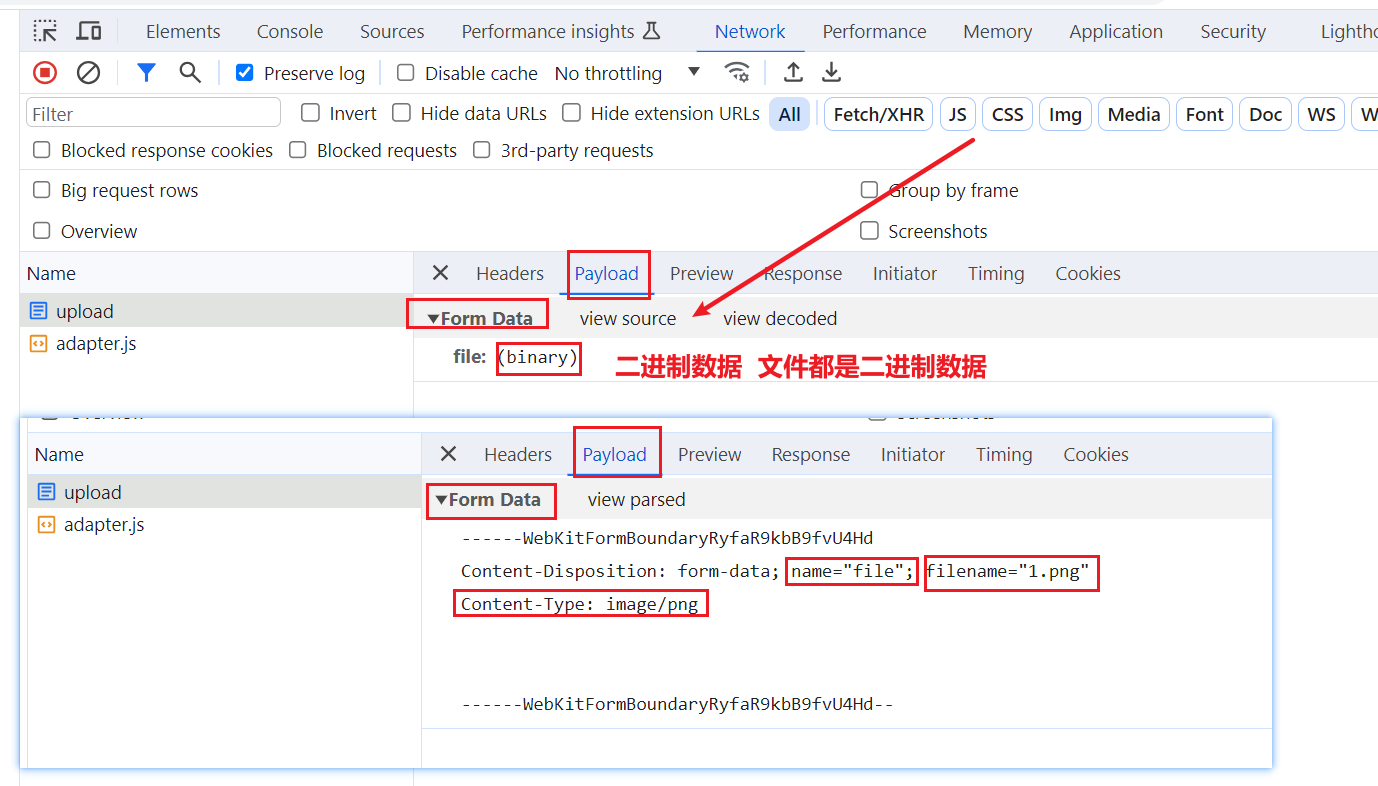 Elements Console Sources Performance insights Network Performance Memory Application Security Lightho
Preserve log Disable cache No throttling
Filter Invert Hide data URLs Hide extension URLs All Fetch/XHR JS CSS Img Media Font Doc WS W
Blocked response cookies Blocked requests 3rd-party requests
Big request rows Group by frame
Overview Screenshots
Name Headers Payload Preview Response Initiator Timing Cookies
upload ▼Form Data view source view decoded
adapter.js file: (binary) 二进制数据 文件都是二进制数据
Name Headers Payload Preview Response Initiator Timing Cookies
upload ▼Form Data view parsed
adapter.js
------WebKitFormBoundaryRyfaR9kbB9fvU4Hd
Content-Disposition: form-data; name="file"; filename="1.png"
Content-Type: image/png
------WebKitFormBoundaryRyfaR9kbB9fvU4Hd--